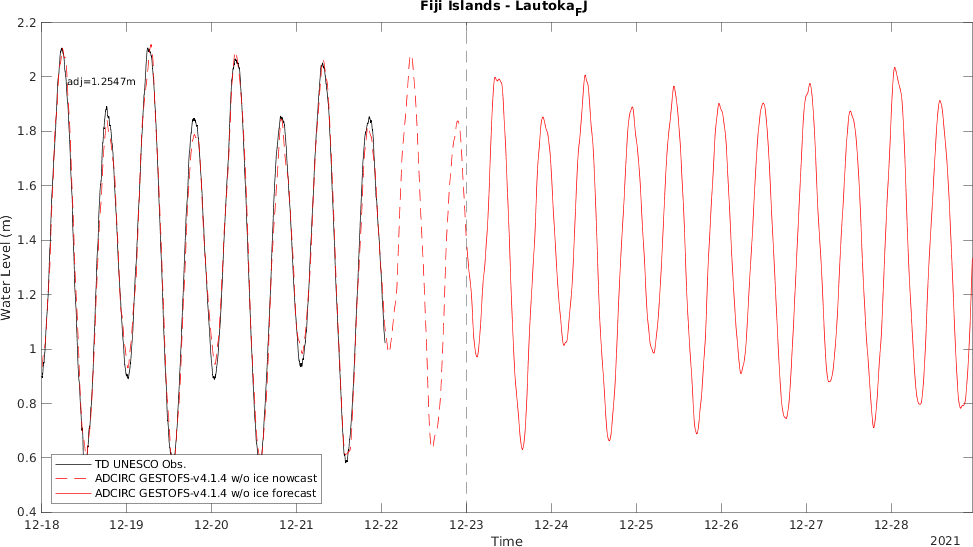 Fiji Islands - Lautoka_FJ
2.2
2
1.8
1.6
1.4
1.2
1
0.8
0.6
0.4
Water Level (m)
adj=1.2547m
TD UNESCO Obs.
ADCIRC GESTOFS-v4.1.4 w/o ice nowcast
ADCIRC GESTOFS-v4.1.4 w/o ice forecast
12-18 12-19 12-20 12-21 12-22 12-23 12-24 12-25 12-26 12-27 12-28
Time
2021